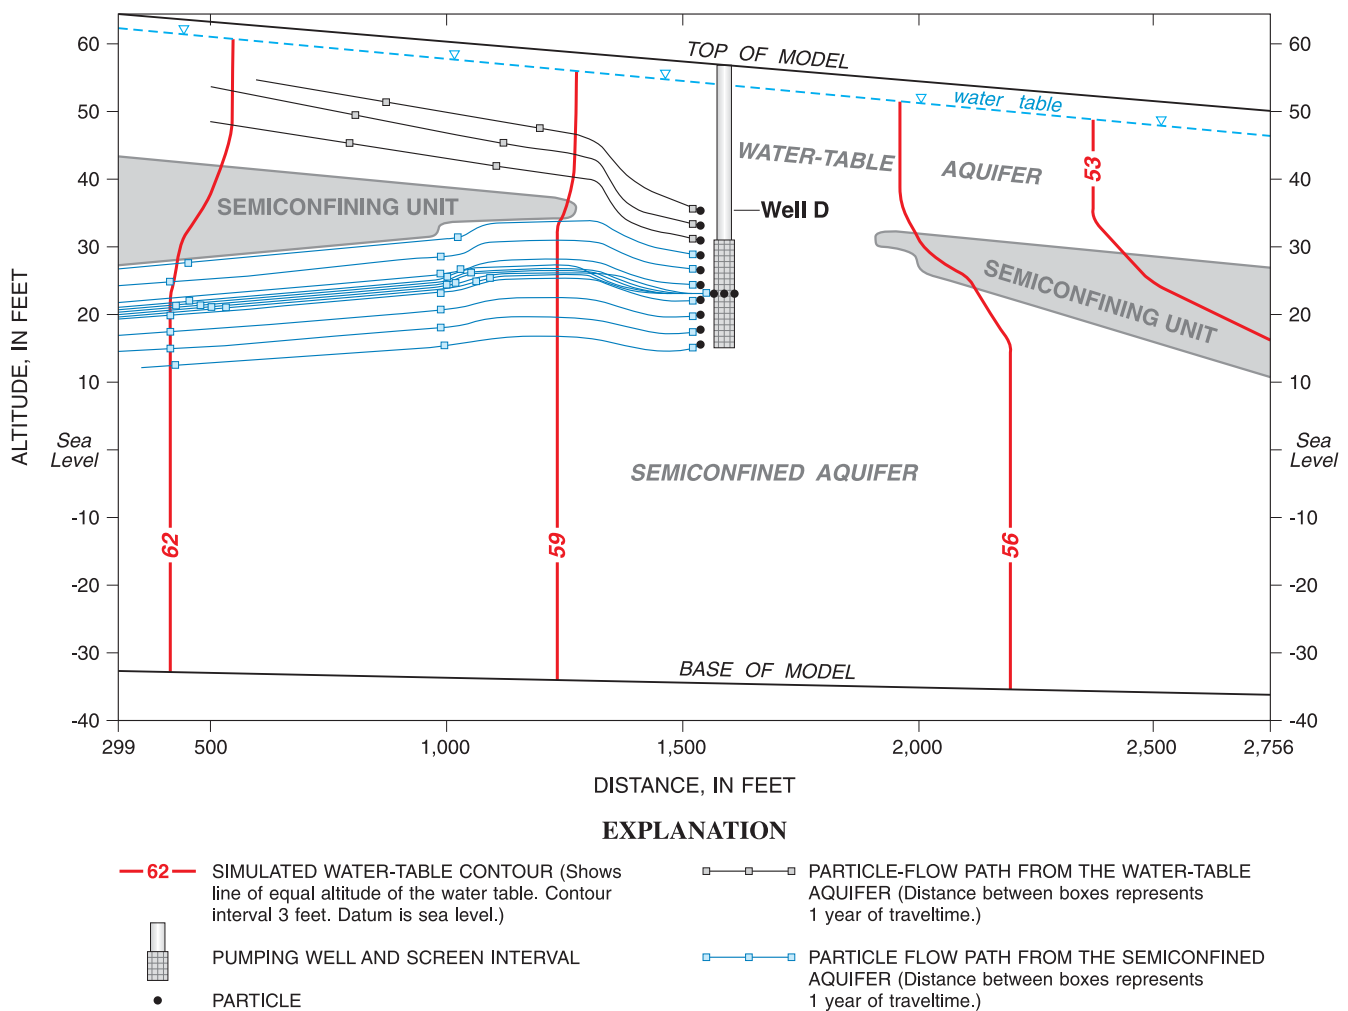 TOP OF MODEL
water table
WATER-TABLE AQUIFER
SEMICONFINING UNIT
Well D
SEMICONFINING UNIT
SEMICONFINED AQUIFER
BASE OF MODEL
62
59
56
53
ALTITUDE, IN FEET
60
50
40
30
20
10
Sea
Level
-10
-20
-30
-40
60
50
40
30
20
10
Sea
Level
-10
-20
-30
-40
299 500 1,000 1,500 2,000 2,500 2,756
DISTANCE, IN FEET
EXPLANATION
62
SIMULATED WATER-TABLE CONTOUR (Shows
line of equal altitude of the water table. Contour
interval 3 feet. Datum is sea level.)
PUMPING WELL AND SCREEN INTERVAL
PARTICLE
PARTICLE-FLOW PATH FROM THE WATER-TABLE
AQUIFER (Distance between boxes represents
1 year of traveltime.)
PARTICLE FLOW PATH FROM THE SEMICONFINED
AQUIFER (Distance between boxes represents
1 year of traveltime.)